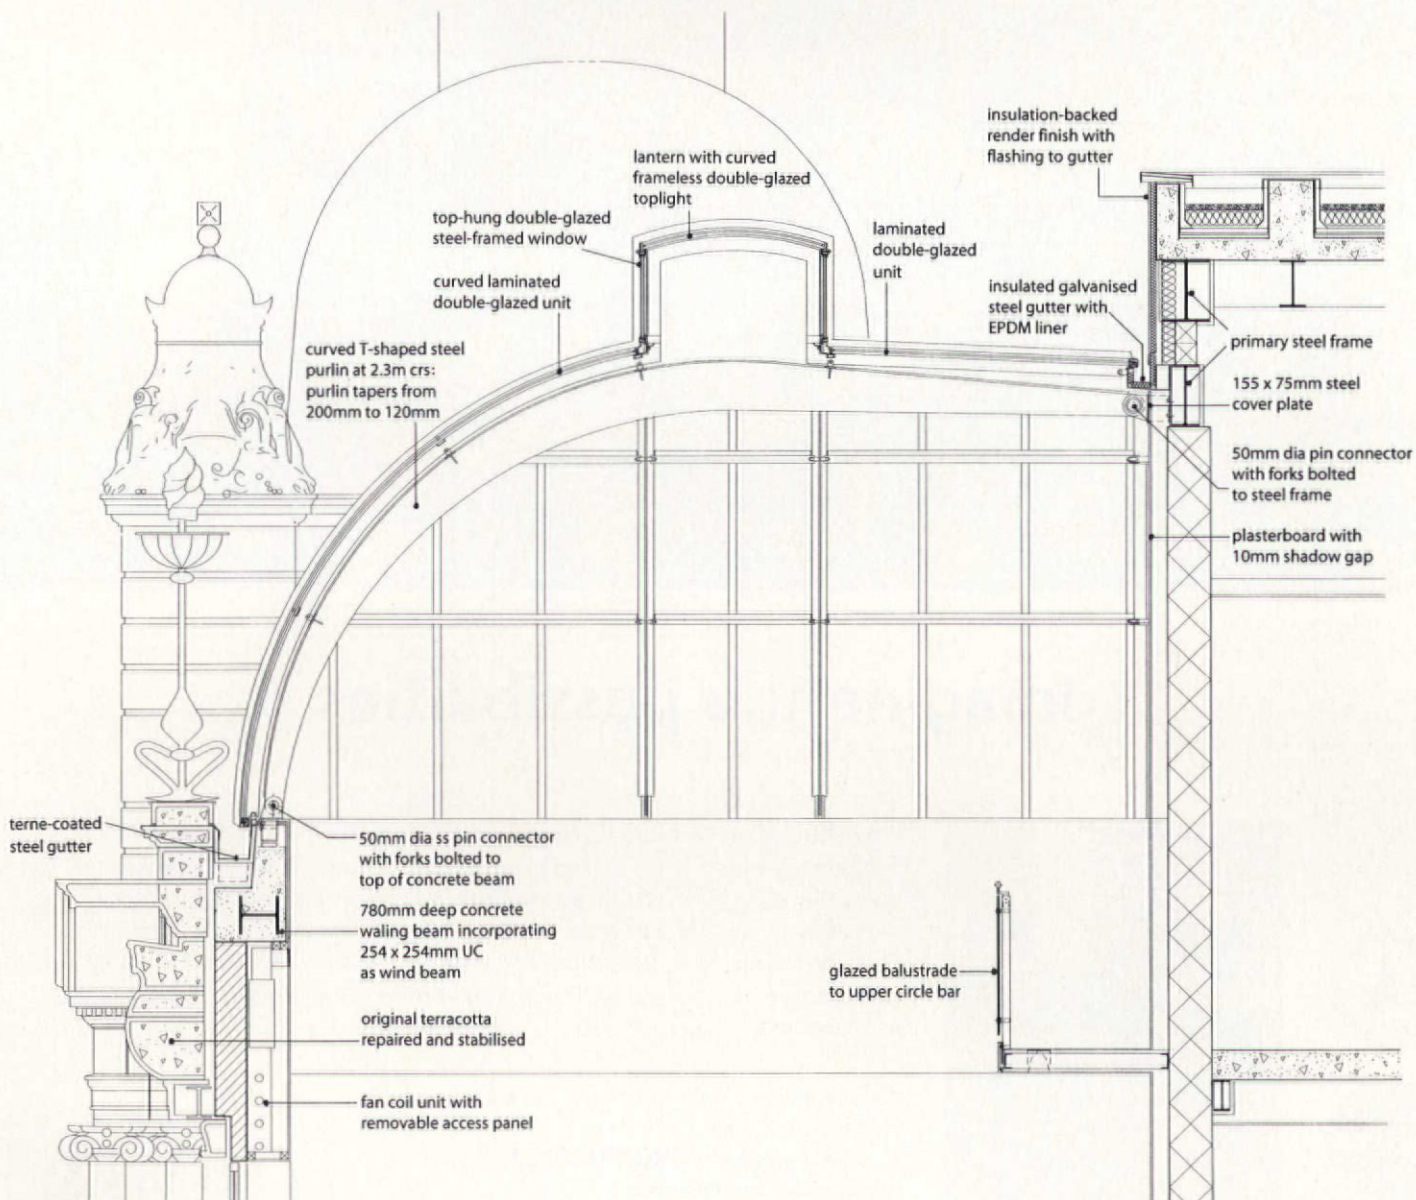 insulation-backed
render finish with
flashing to gutter
lantern with curved
frameless double-glazed
toplight
top-hung double-glazed
steel-framed window
laminated
double-glazed
unit
curved laminated
double-glazed unit
insulated galvanised
steel gutter with
EPDM liner
curved T-shaped steel
purlin at 2.3m crs:
purlin tapers from
200mm to 120mm
primary steel frame
155 x 75mm steel
cover plate
50mm dia pin connector
with forks bolted
to steel frame
plasterboard with
10mm shadow gap
terne-coated
steel gutter
50mm dia ss pin connector
with forks bolted to
top of concrete beam
780mm deep concrete
waling beam incorporating
254 x 254mm UC
as wind beam
glazed balustrade
to upper circle bar
original terracotta
repaired and stabilised
fan coil unit with
removable access panel